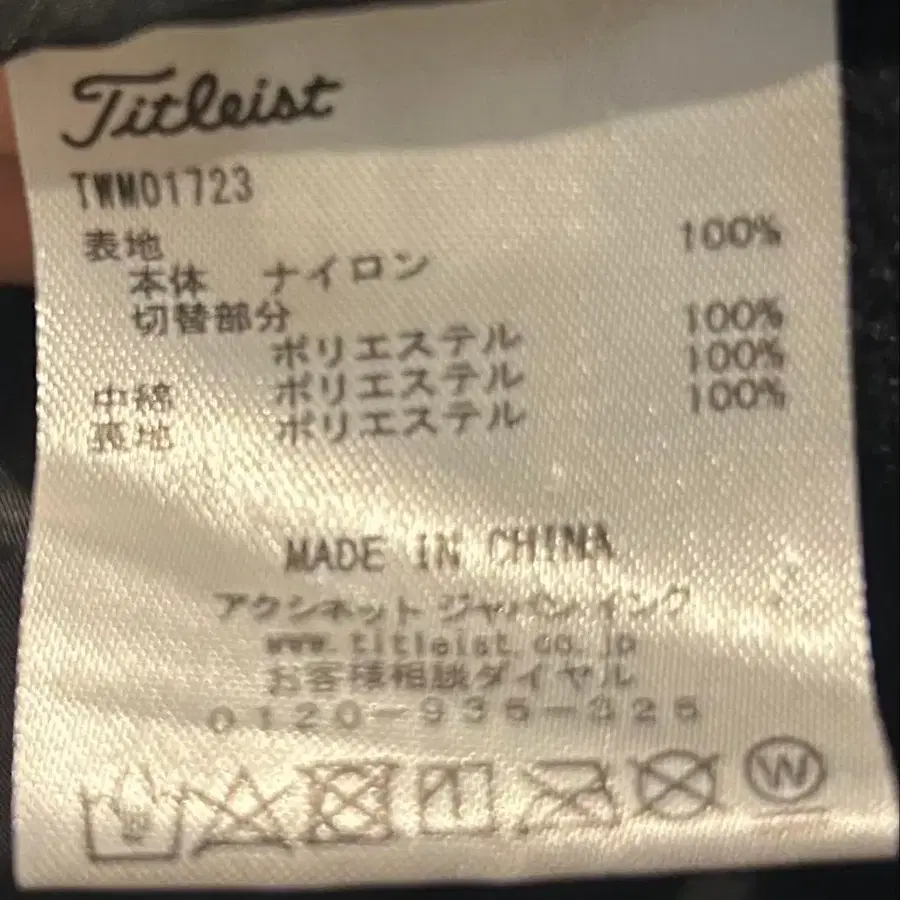 Titleist
TWM01723
表地
本体 ナイロン 100%
切替部分
ポリエステル 100%
中綿 ポリエステル 100%
裏地 ポリエステル 100%
MADE IN CHINA
アクシネット ジャパン インク
www.titleist.co.jp
お客様相談ダイヤル
0120-935-325
W